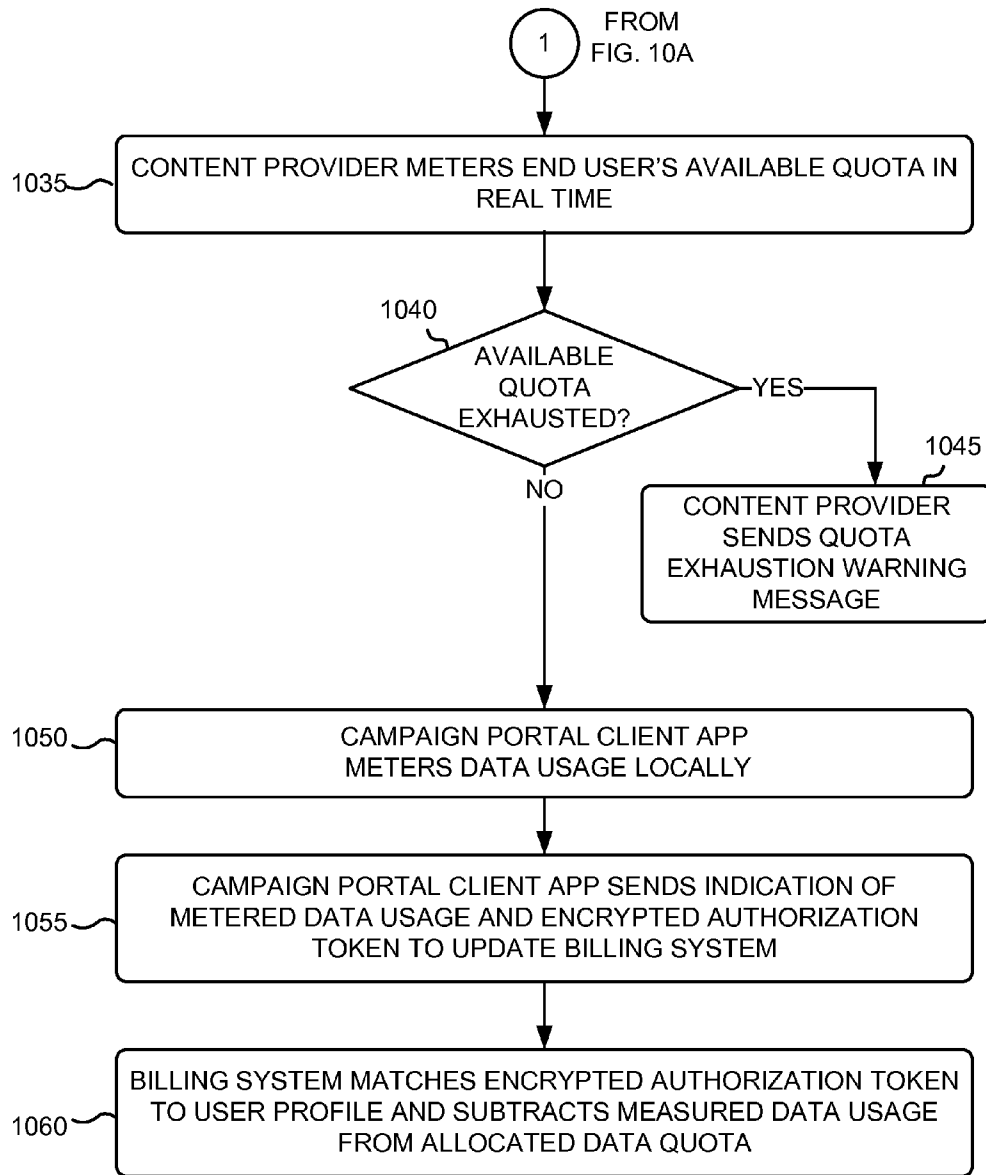 1
FROM
FIG. 10A
1035
CONTENT PROVIDER METERS END USER'S AVAILABLE QUOTA IN
REAL TIME
1040
AVAILABLE
QUOTA
EXHAUSTED?
YES
NO
1045
CONTENT PROVIDER
SENDS QUOTA
EXHAUSTION WARNING
MESSAGE
1050
CAMPAIGN PORTAL CLIENT APP
METERS DATA USAGE LOCALLY
1055
CAMPAIGN PORTAL CLIENT APP SENDS INDICATION OF
METERED DATA USAGE AND ENCRYPTED AUTHORIZATION
TOKEN TO UPDATE BILLING SYSTEM
1060
BILLING SYSTEM MATCHES ENCRYPTED AUTHORIZATION TOKEN
TO USER PROFILE AND SUBTRACTS MEASURED DATA USAGE
FROM ALLOCATED DATA QUOTA